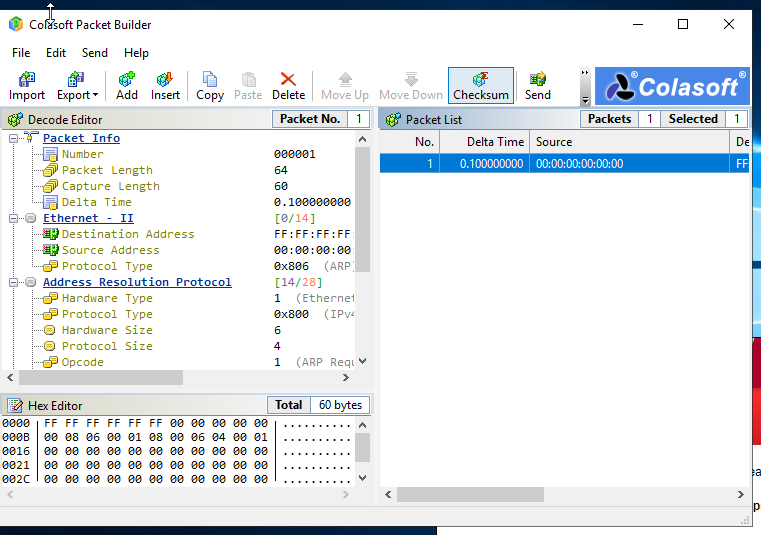 Colasoft Packet Builder
File Edit Send Help
Import Export Add Insert Copy Paste Delete Move Up Move Down Checksum Send
®Colasoft®
Decode Editor Packet No. 1
Packet Info
Number 000001
Packet Length 64
Capture Length 60
Delta Time 0.100000000
Ethernet - II [0/14]
Destination Address FF:FF:FF:FF:
Source Address 00:00:00:00
Protocol Type 0x806 (ARP)
Address Resolution Protocol [14/28]
Hardware Type 1 (Ethernet
Protocol Type 0x800 (IPv4
Hardware Size 6
Protocol Size 4
Opcode 1 (ARP Requ
Packet List Packets 1 Selected 1
No. Delta Time Source De
1 0.100000000 00:00:00:00:00:00 FF
Hex Editor Total 60 bytes
0000 FF FF FF FF FF FF 00 00 00 00 00 ...........
000B 00 08 06 00 01 08 00 06 04 00 01 ...........
0016 00 00 00 00 00 00 00 00 00 00 00 ...........
0021 00 00 00 00 00 00 00 00 00 00 00 ...........
002C 00 00 00 00 00 00 00 00 00 00 00 ...........
ea
p